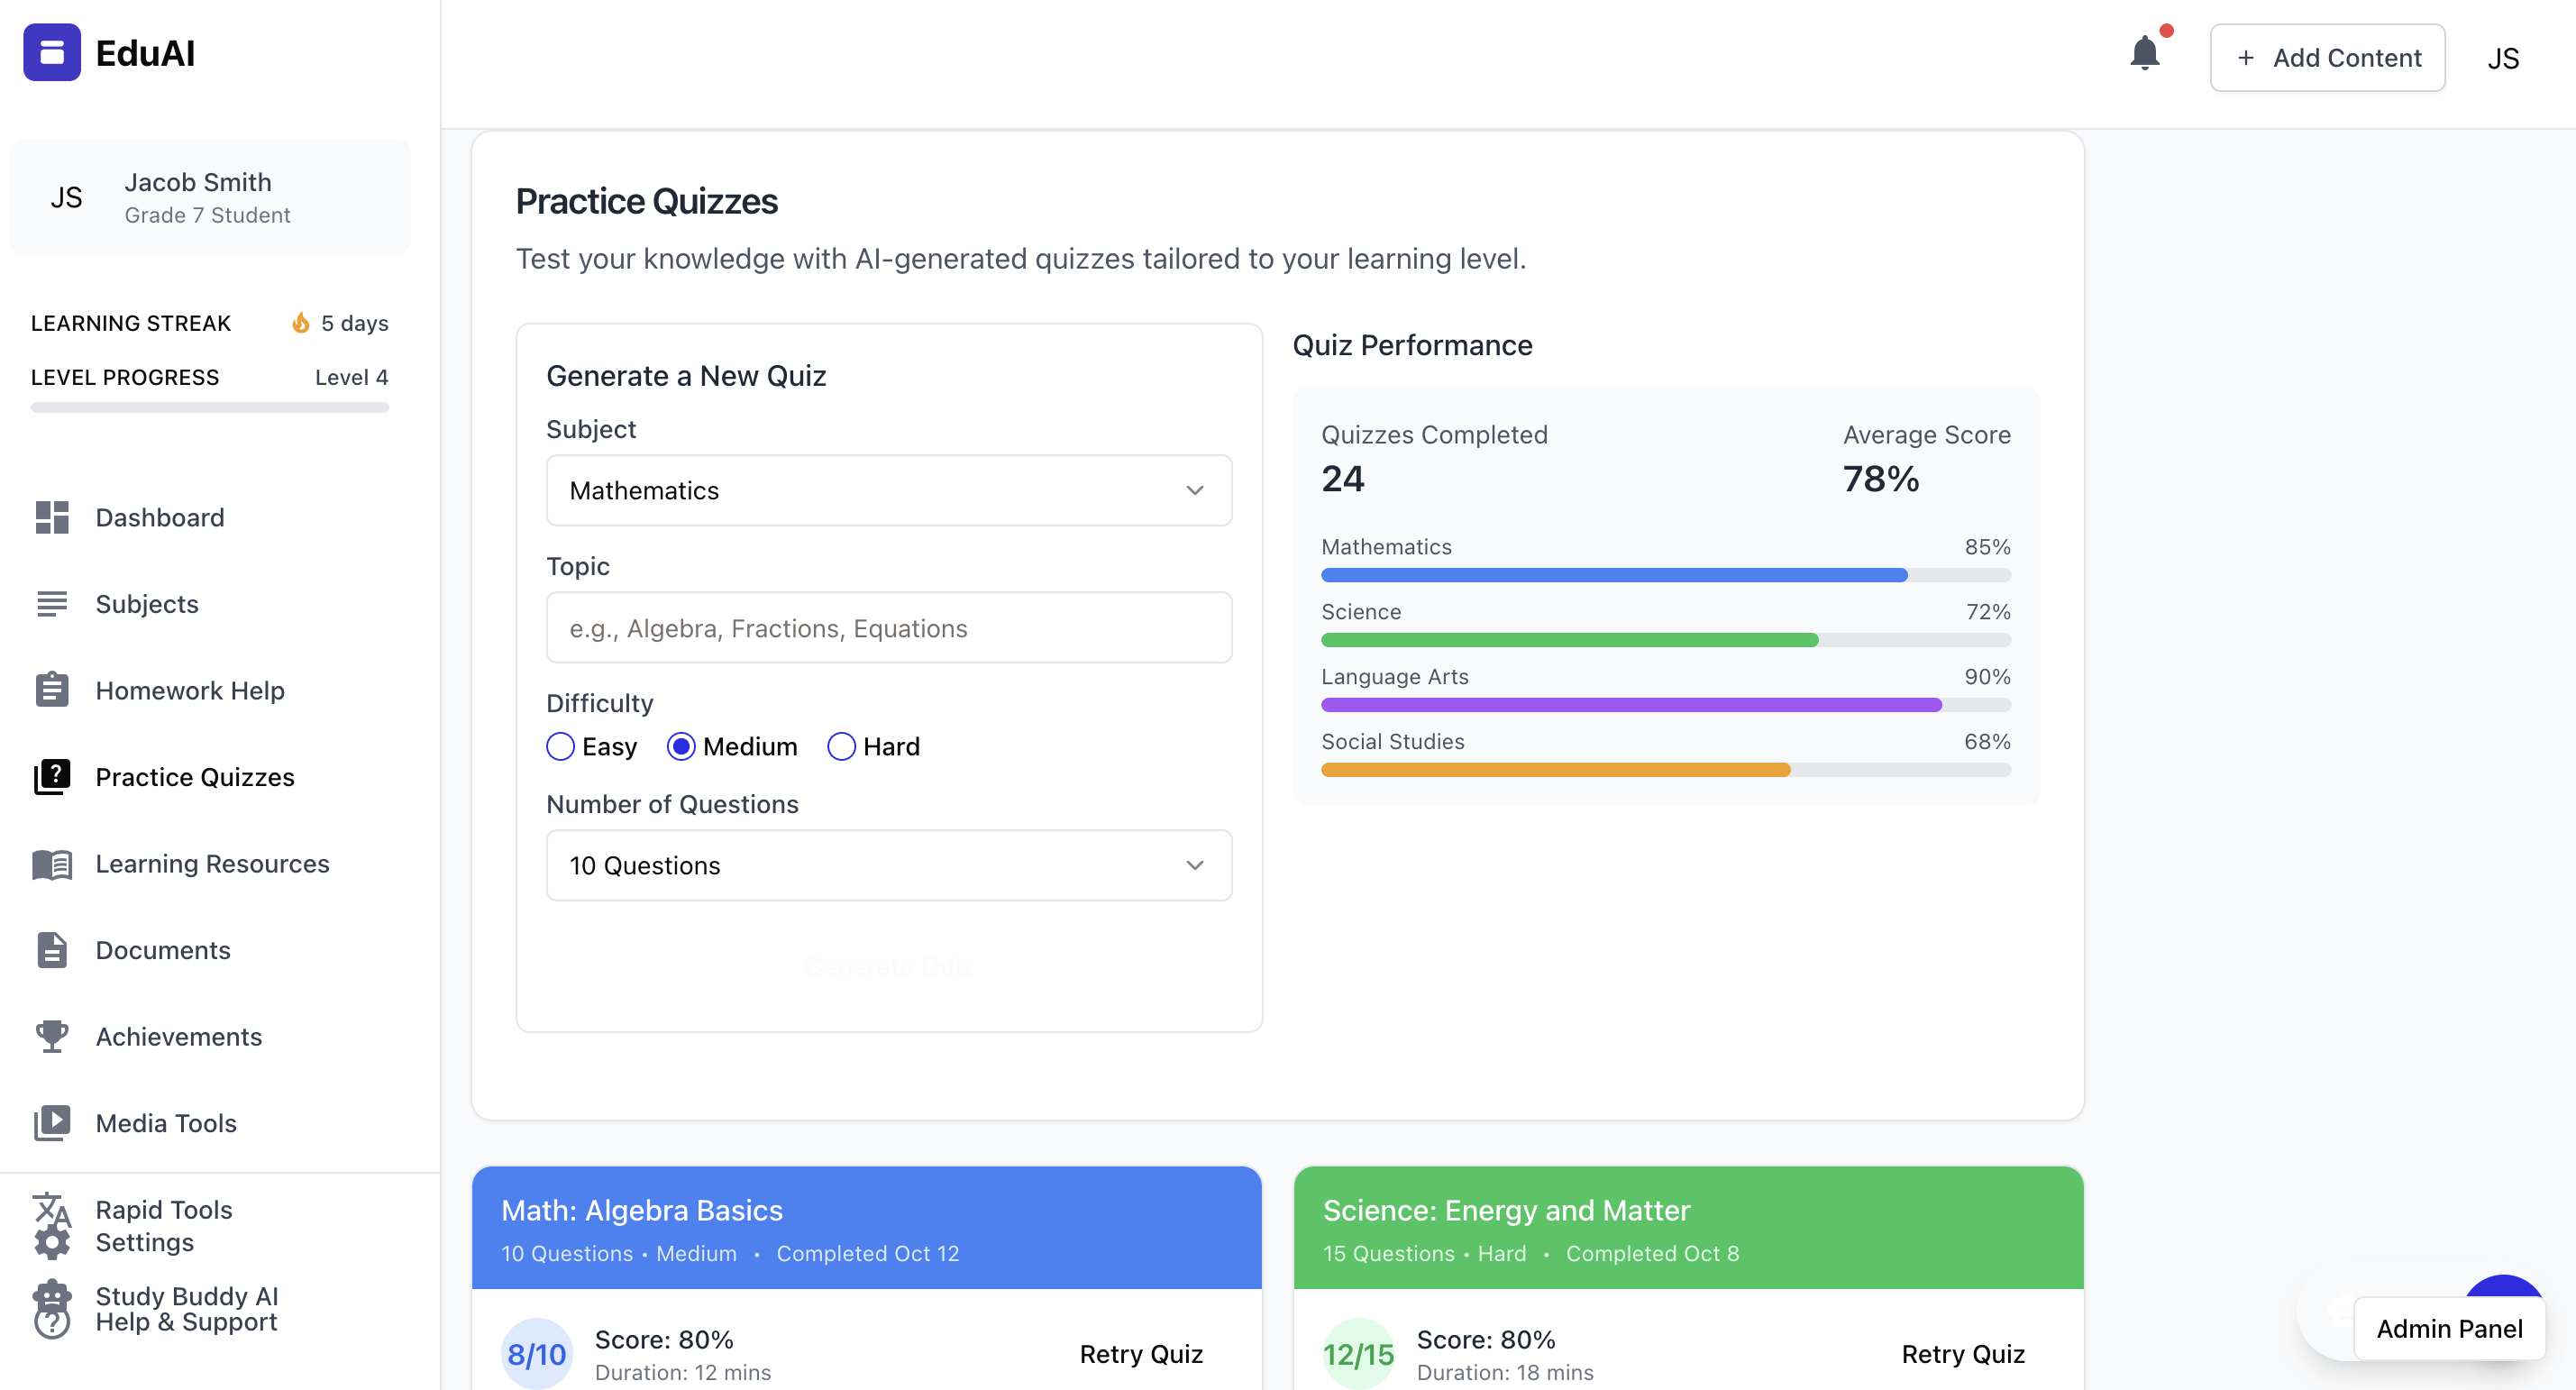 EduAI
+ Add Content
JS
JS
Jacob Smith
Grade 7 Student
LEARNING STREAK 5 days
LEVEL PROGRESS Level 4
Dashboard
Subjects
Homework Help
Practice Quizzes
Learning Resources
Documents
Achievements
Media Tools
Rapid Tools
Settings
Study Buddy AI
Help & Support
Practice Quizzes
Test your knowledge with AI-generated quizzes tailored to your learning level.
Generate a New Quiz
Subject
Mathematics
Topic
e.g., Algebra, Fractions, Equations
Difficulty
Easy Medium Hard
Number of Questions
10 Questions
Generate Quiz
Quiz Performance
Quizzes Completed Average Score
24 78%
Mathematics 85%
Science 72%
Language Arts 90%
Social Studies 68%
Math: Algebra Basics
10 Questions • Medium • Completed Oct 12
8/10
Score: 80%
Duration: 12 mins
Retry Quiz
Science: Energy and Matter
15 Questions • Hard • Completed Oct 8
12/15
Score: 80%
Duration: 18 mins
Retry Quiz
Admin Panel